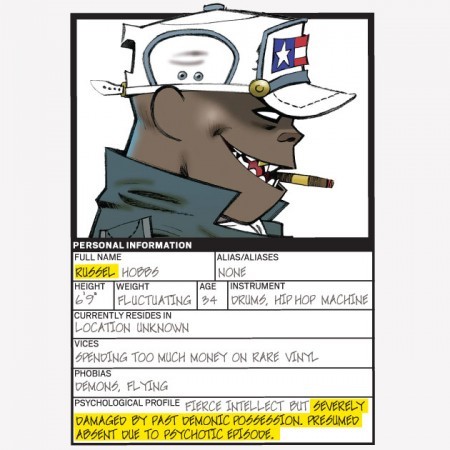 PERSONAL INFORMATION
FULL NAME
RUSSEL HOBBS
ALIAS/ALIASES
NONE
HEIGHT
6'9"
WEIGHT
FLUCTUATING
AGE
34
INSTRUMENT
DRUMS, HIP HOP MACHINE
CURRENTLY RESIDES IN
LOCATION UNKNOWN
VICES
SPENDING TOO MUCH MONEY ON RARE VINYL
PHOBIAS
DEMONS, FLYING
PSYCHOLOGICAL PROFILE FIERCE INTELLECT BUT SEVERELY
DAMAGED BY PAST DEMONIC POSSESSION. PRESUMED
ABSENT DUE TO PSYCHOTIC EPISODE.